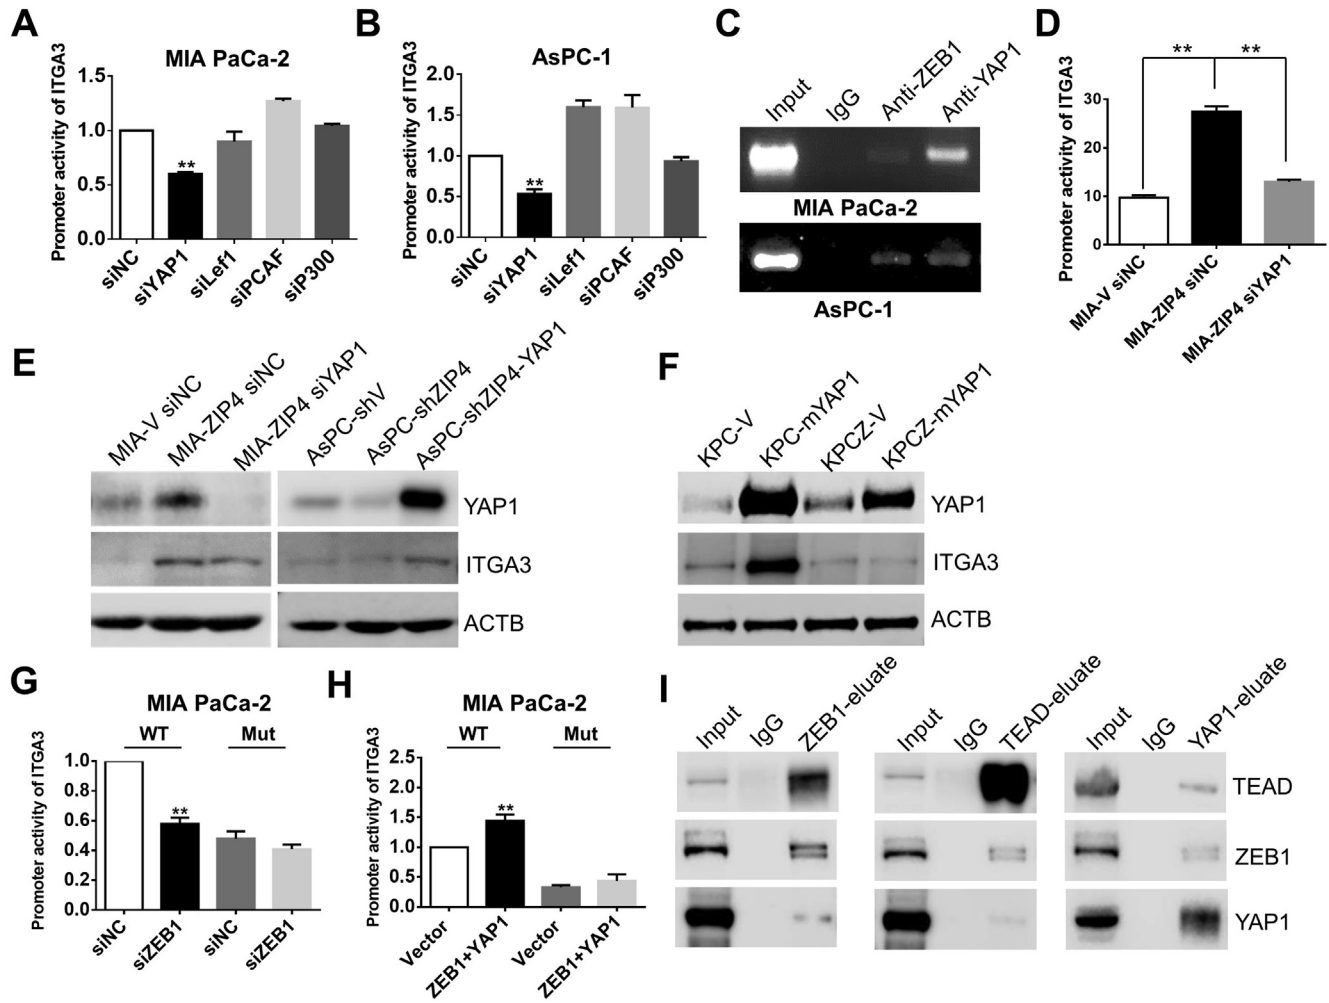 A
MIA PaCa-2
Promoter activity of ITGA3
1.5
1.0
0.5
0.0
**
siNC
siYAP1
siLef1
siPCAF
siP300
B
AsPC-1
Promoter activity of ITGA3
2.0
1.5
1.0
0.5
0.0
**
siNC
siYAP1
siLef1
siPCAF
siP300
C
Input
IgG
Anti-ZEB1
Anti-YAP1
MIA PaCa-2
AsPC-1
D
Promoter activity of ITGA3
30
20
10
0
** **
MIA-V siNC
MIA-ZIP4 siNC
MIA-ZIP4 siYAP1
E
MIA-V siNC
MIA-ZIP4 siNC
MIA-ZIP4 siYAP1
AsPC-shV
AsPC-shZIP4
AsPC-shZIP4-YAP1
YAP1
ITGA3
ACTB
F
KPC-V
KPC-mYAP1
KPCZ-V
KPCZ-mYAP1
YAP1
ITGA3
ACTB
G
MIA PaCa-2
WT Mut
Promoter activity of ITGA3
1.0
0.8
0.6
0.4
0.2
0.0
**
siNC
siZEB1
siNC
siZEB1
H
MIA PaCa-2
WT Mut
Promoter activity of ITGA3
2.5
2.0
1.5
1.0
0.5
0.0
**
Vector
ZEB1+YAP1
Vector
ZEB1+YAP1
I
Input
IgG
ZEB1-eluate
Input
IgG
TEAD-eluate
Input
IgG
YAP1-eluate
TEAD
ZEB1
YAP1